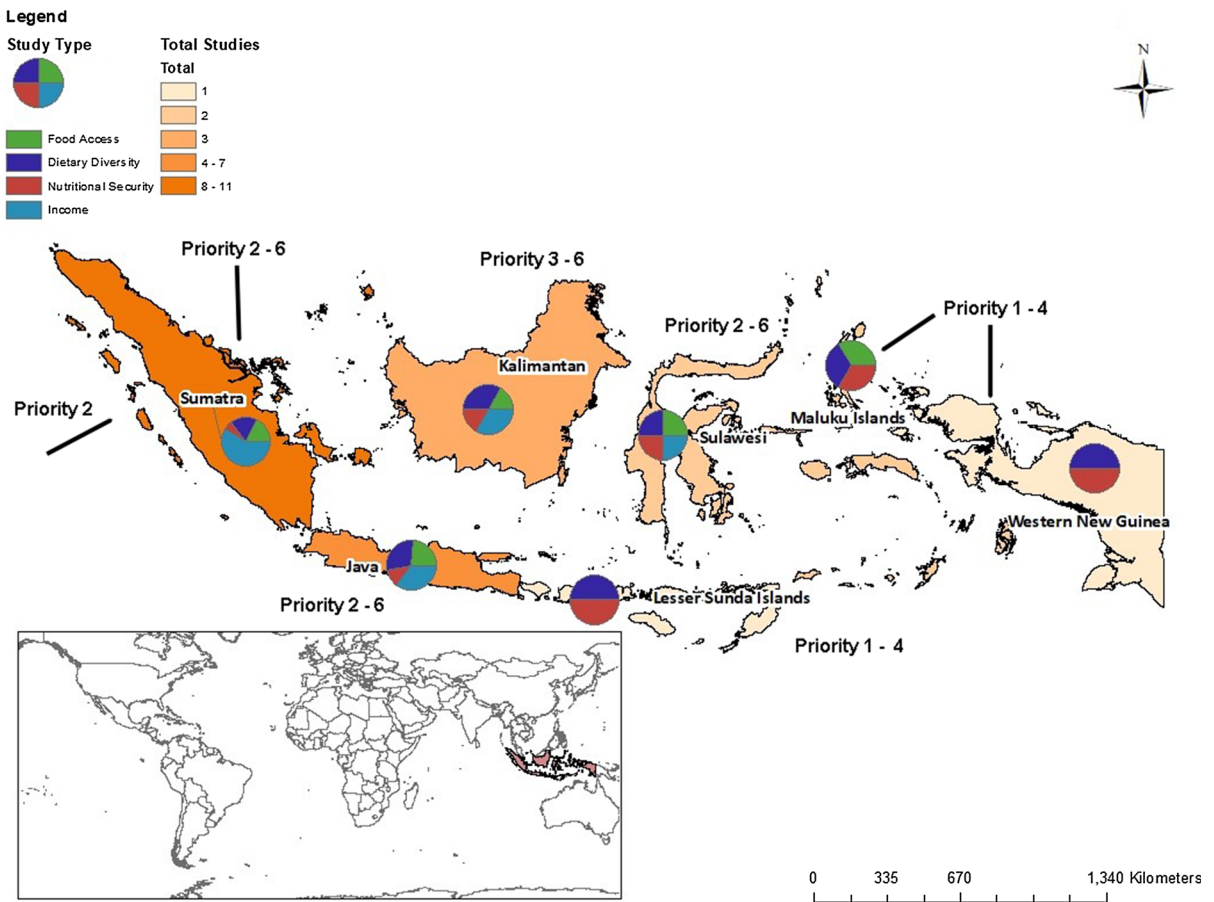 Legend
Study Type
Food Access
Dietary Diversity
Nutritional Security
Income
Total Studies
Total
1
2
3
4 - 7
8 - 11
N
Priority 2 - 6
Priority 3 - 6
Priority 2 - 6
Priority 1 - 4
Kalimantan
Sumatra
Priority 2
Maluku Islands
Sulawesi
Western New Guinea
Java
Lesser Sunda Islands
Priority 2 - 6
Priority 1 - 4
0 335 670 1,340 Kilometers